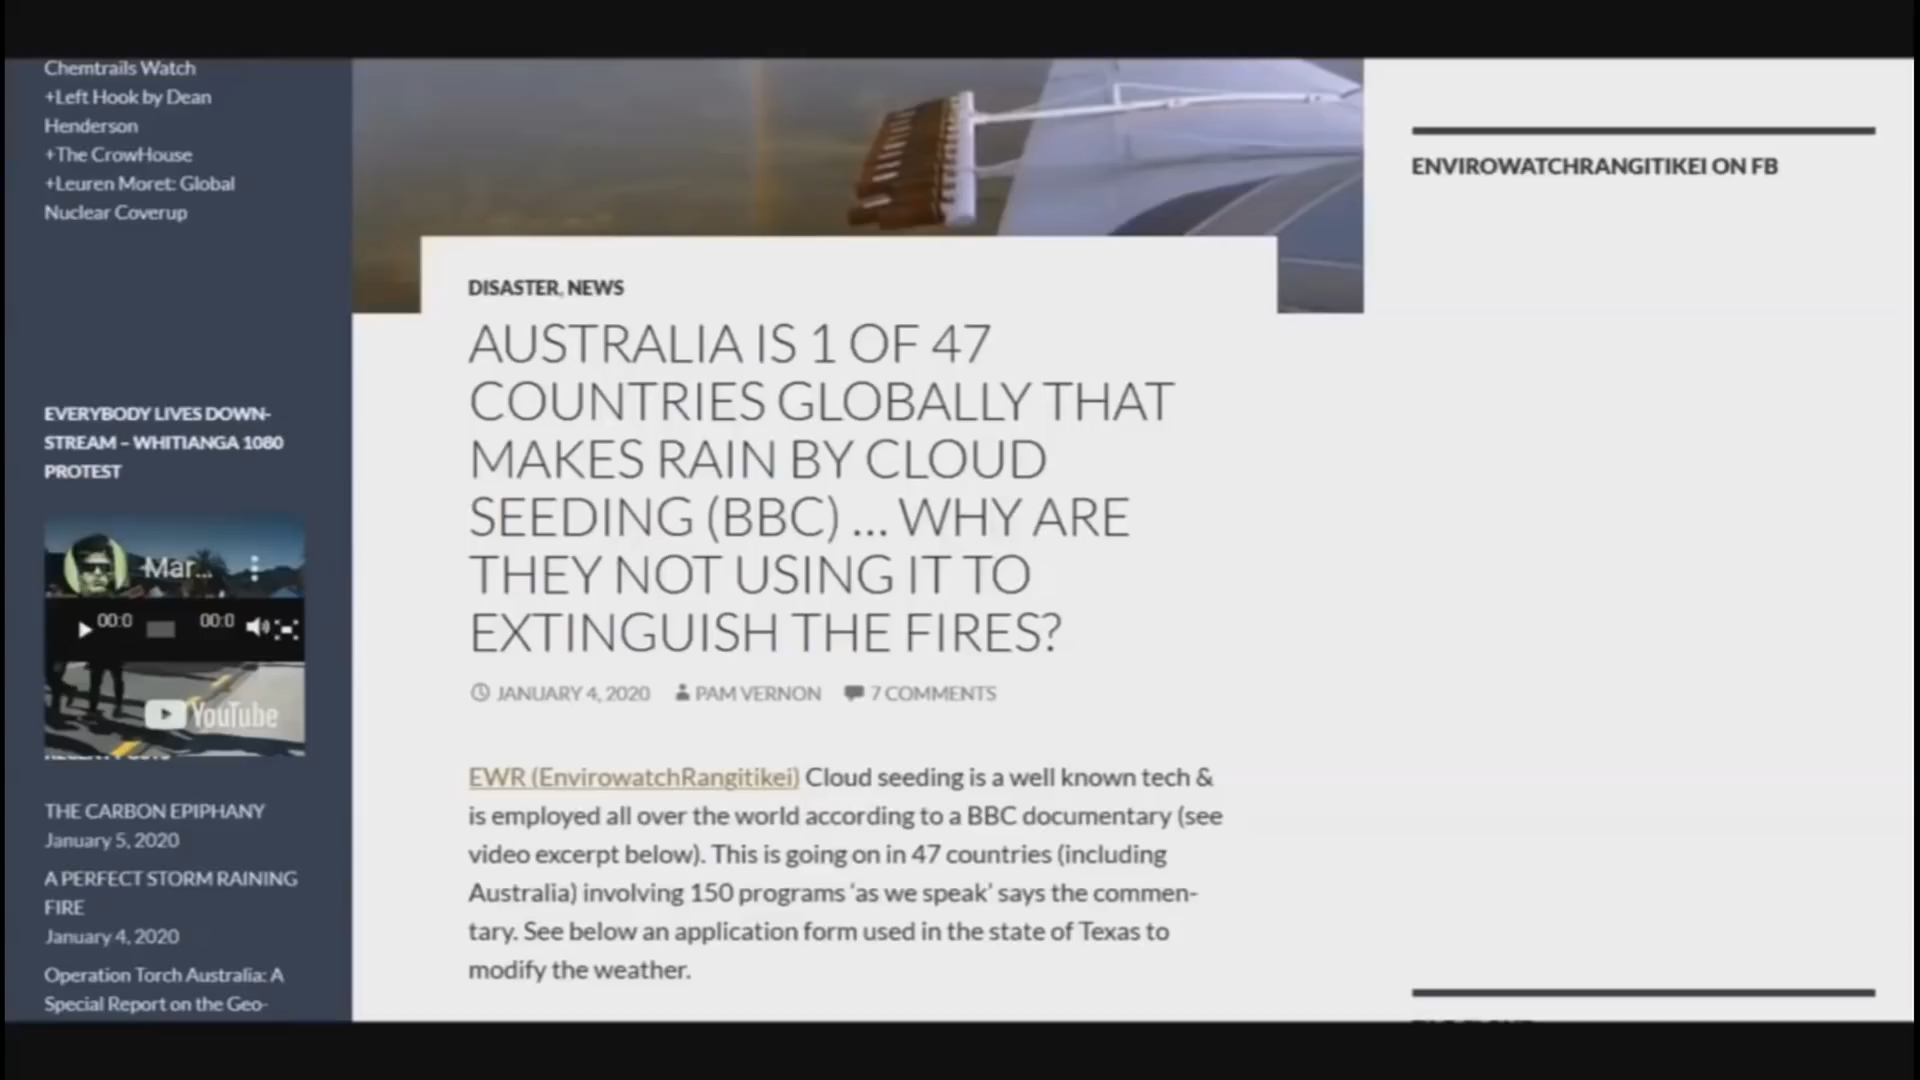 Chemtrails Watch
+Left Hook by Dean
Henderson
+The CrowHouse
+Leuren Moret: Global
Nuclear Coverup
EVERYBODY LIVES DOWN-
STREAM – WHITIANGA 1080
PROTEST
Mar...
00:0 00:0
YouTube
THE CARBON EPIPHANY
January 5, 2020
A PERFECT STORM RAINING
FIRE
January 4, 2020
Operation Torch Australia: A
Special Report on the Geo-
DISASTER, NEWS
AUSTRALIA IS 1 OF 47
COUNTRIES GLOBALLY THAT
MAKES RAIN BY CLOUD
SEEDING (BBC) ... WHY ARE
THEY NOT USING IT TO
EXTINGUISH THE FIRES?
JANUARY 4, 2020 PAM VERNON 7 COMMENTS
EWR (EnvirowatchRangitikei) Cloud seeding is a well known tech &
is employed all over the world according to a BBC documentary (see
video excerpt below). This is going on in 47 countries (including
Australia) involving 150 programs ‘as we speak’ says the commen-
tary. See below an application form used in the state of Texas to
modify the weather.
ENVIROWATCHRANGITIKEI ON FB